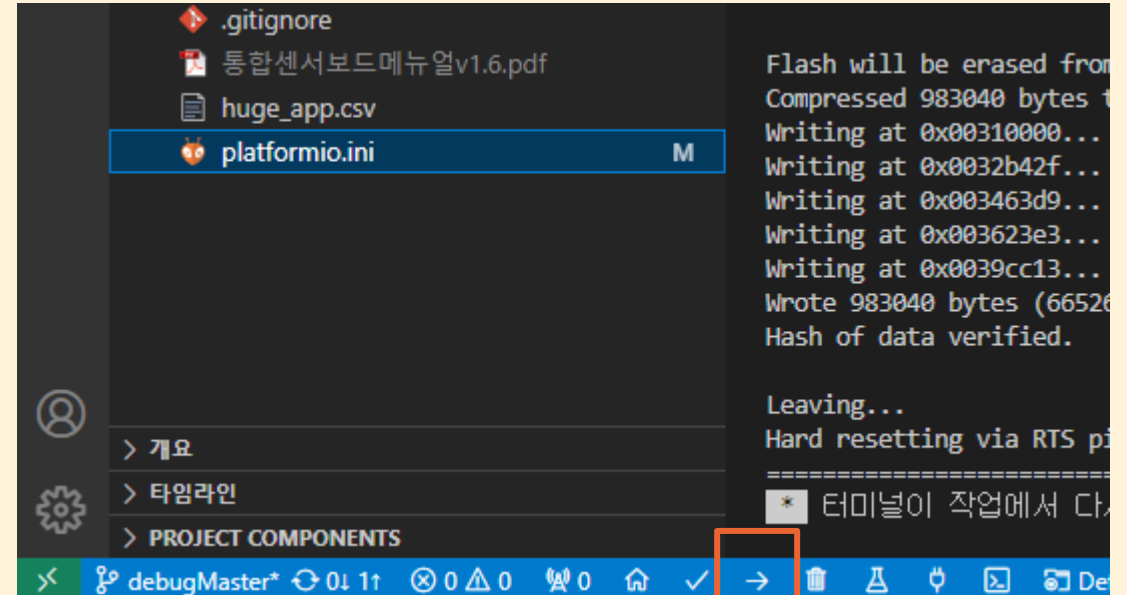 .gitignore
통합센서보드메뉴얼v1.6.pdf
huge_app.csv
platformio.ini M
개요
타임라인
PROJECT COMPONENTS
Flash will be erased from
Compressed 983040 bytes
Writing at 0x00310000...
Writing at 0x0032b42f...
Writing at 0x003463d9...
Writing at 0x003623e3...
Writing at 0x0039cc13...
Wrote 983040 bytes (66526
Hash of data verified.
Leaving...
Hard resetting via RTS
================================
* 터미널이 작업에서
debugMaster* 0↓ 1↑ 0 0 0